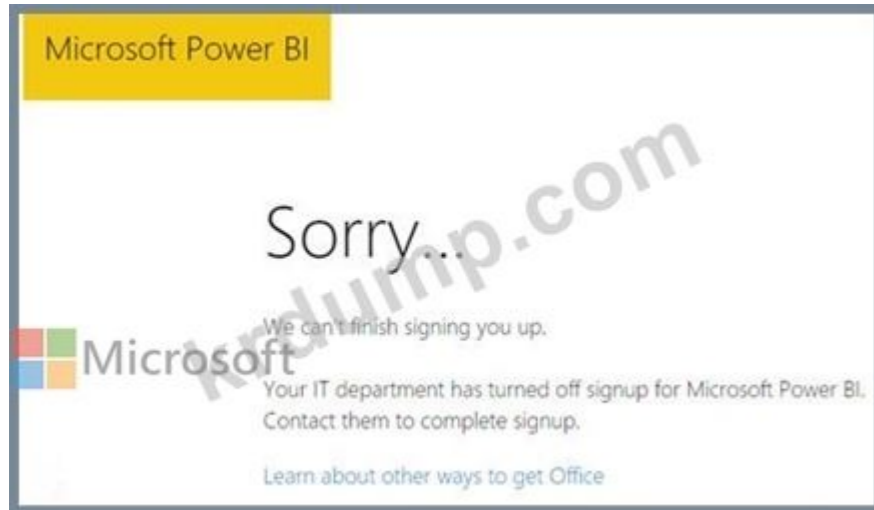 Microsoft Power BI
krdump.com
Sorry...
We can't finish signing you up.
Microsoft
Your IT department has turned off signup for Microsoft Power BI.
Contact them to complete signup.
Learn about other ways to get Office